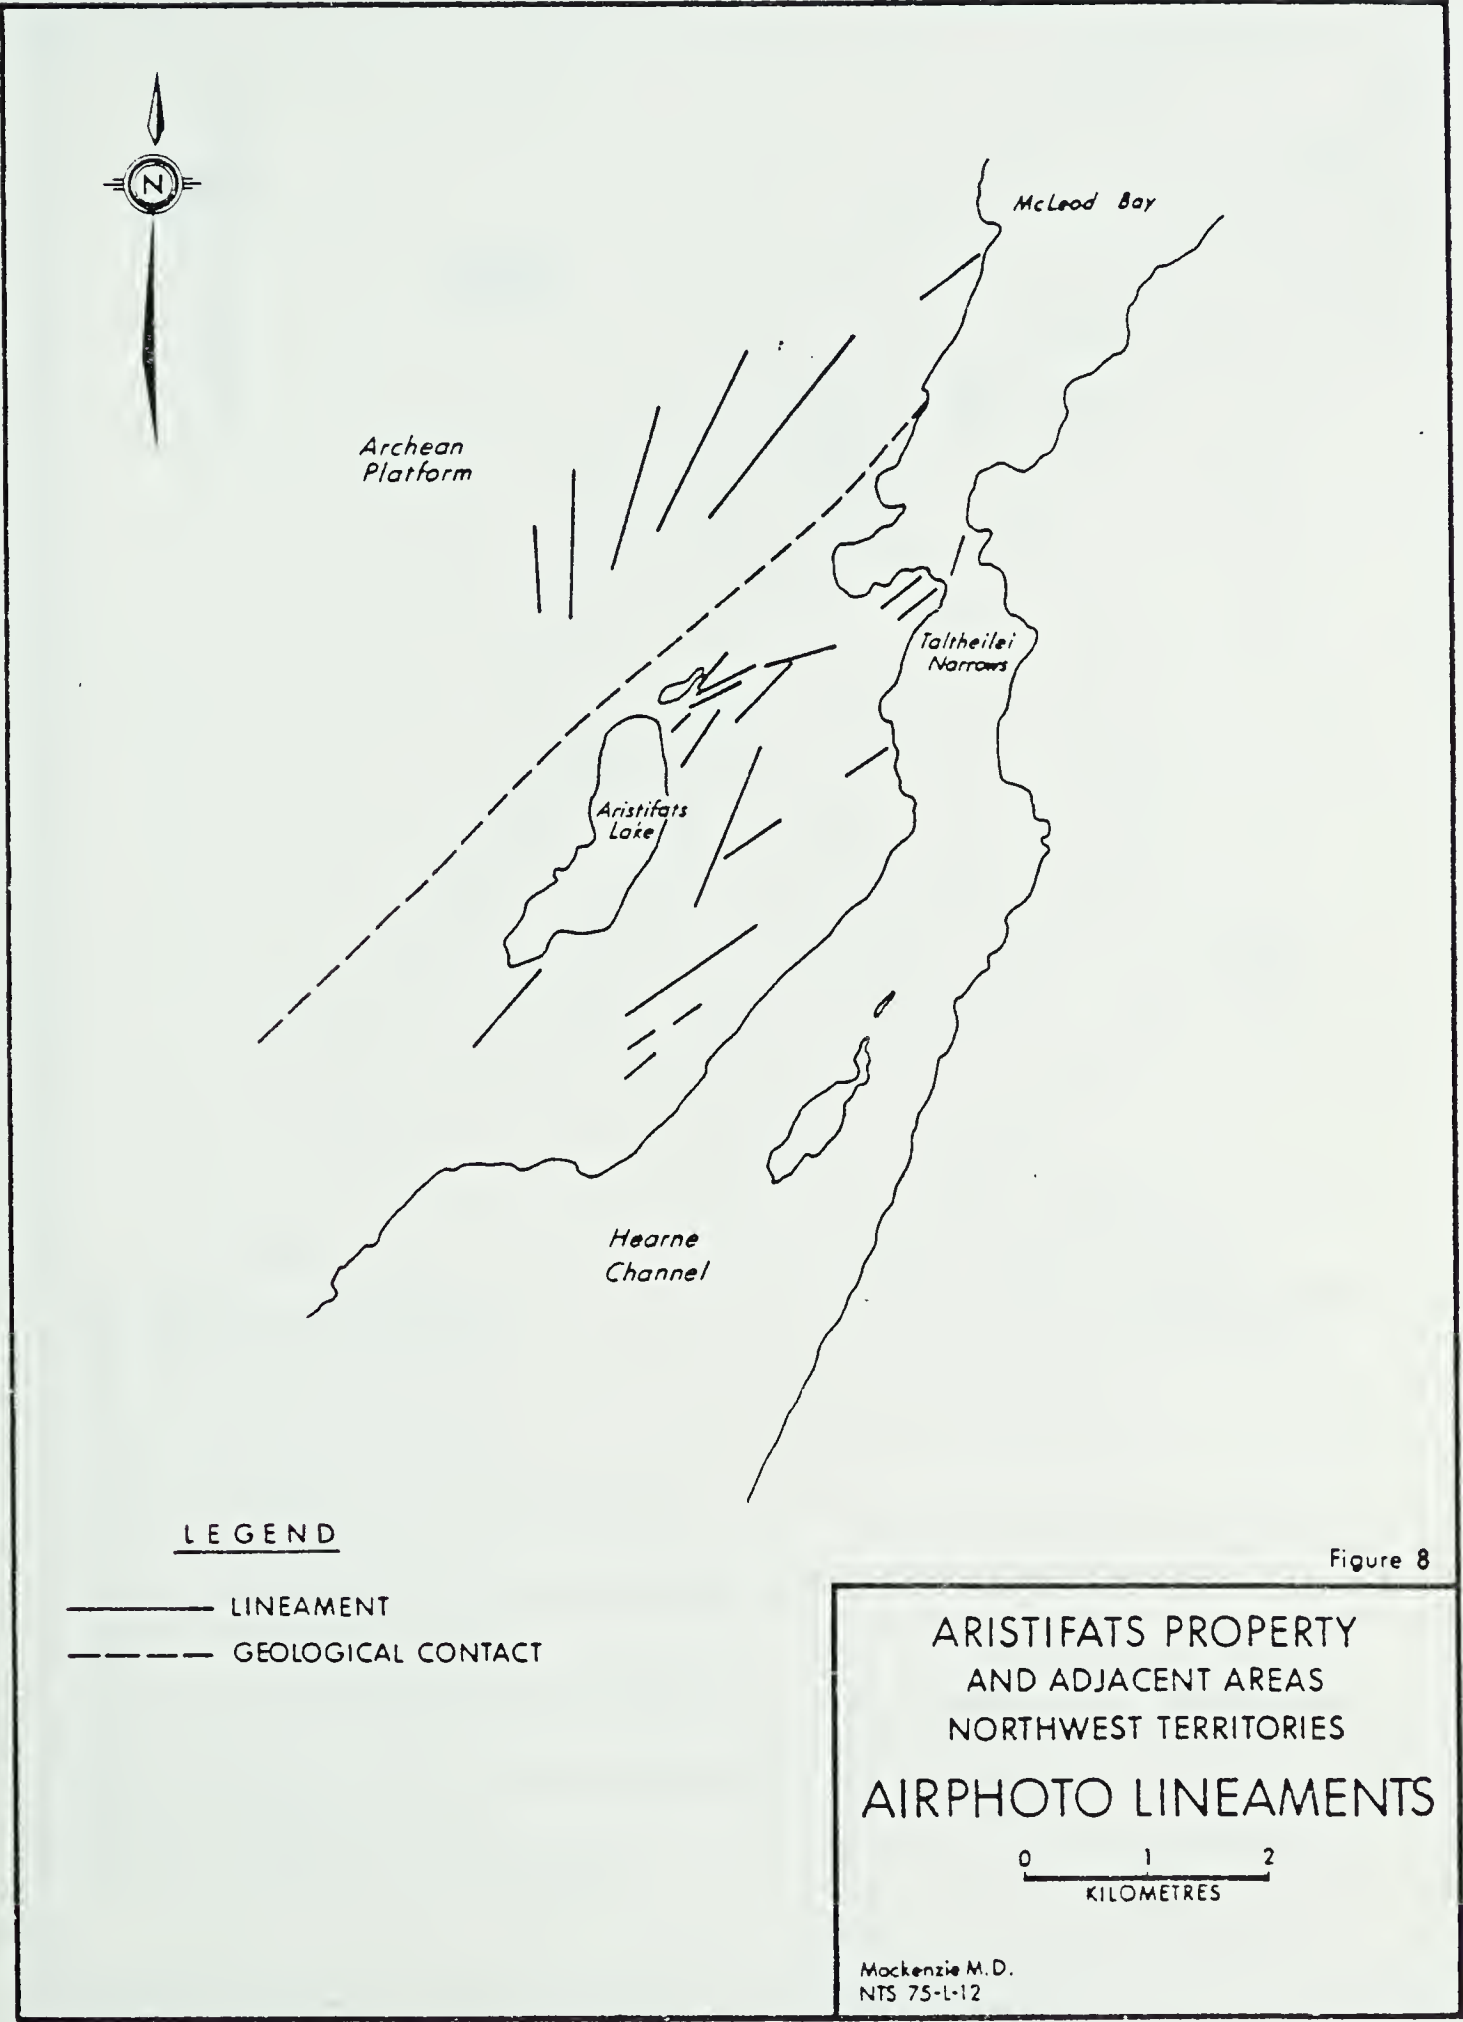 N
McLeod Bay
Archean
Platform
Taltheilei
Narrows
Aristifats
Lake
Hearne
Channel
LEGEND
LINEAMENT
GEOLOGICAL CONTACT
Figure 8
ARISTIFATS PROPERTY
AND ADJACENT AREAS
NORTHWEST TERRITORIES
AIRPHOTO LINEAMENTS
0 1 2
KILOMETRES
Mackenzie M.D.
NTS 75-L-12